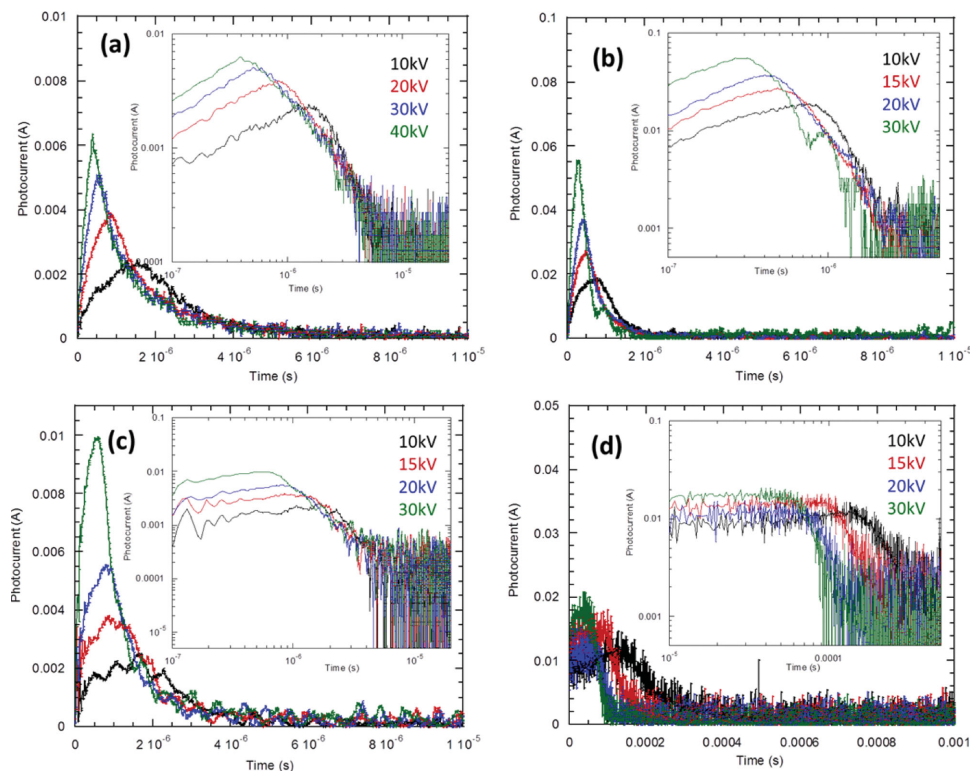 (a)
10kV
20kV
30kV
40kV
Photocurrent (A)
0.01
0.008
0.006
0.004
0.002
0
0 2 10⁻⁶ 4 10⁻⁶ 6 10⁻⁶ 8 10⁻⁶ 1 10⁻⁵
Time (s)
Photocurrent (A)
0.01
0.001
0.0001
10⁻⁷ 10⁻⁶ 10⁻⁵
Time (s)
(b)
10kV
15kV
20kV
30kV
Photocurrent (A)
0.1
0.08
0.06
0.04
0.02
0
0 2 10⁻⁶ 4 10⁻⁶ 6 10⁻⁶ 8 10⁻⁶ 1 10⁻⁵
Time (s)
Photocurrent (A)
0.1
0.01
0.001
10⁻⁷ 10⁻⁶
Time (s)
(c)
10kV
15kV
20kV
30kV
Photocurrent (A)
0.01
0.008
0.006
0.004
0.002
0
0 2 10⁻⁶ 4 10⁻⁶ 6 10⁻⁶ 8 10⁻⁶ 1 10⁻⁵
Time (s)
Photocurrent (A)
0.1
0.01
0.001
0.0001
10⁻⁵
10⁻⁷ 10⁻⁶ 10⁻⁵
Time (s)
(d)
10kV
15kV
20kV
30kV
Photocurrent (A)
0.05
0.04
0.03
0.02
0.01
0
0 0.0002 0.0004 0.0006 0.0008 0.001
Time (s)
Photocurrent (A)
0.1
0.01
0.001
10⁻⁵ 0.0001
Time (s)